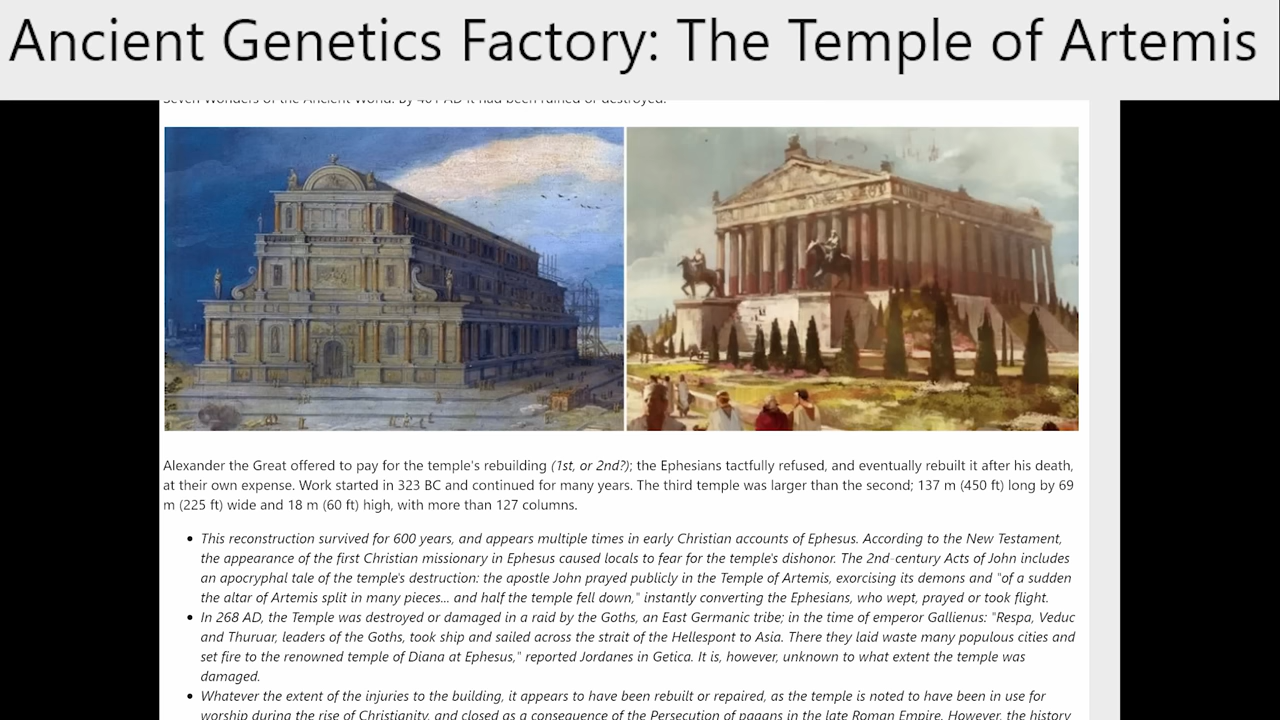 Ancient Genetics Factory: The Temple of Artemis
Seven Wonders of the Ancient World. By 401 AD it had been ruined or destroyed.
Alexander the Great offered to pay for the temple's rebuilding (1st, or 2nd?); the Ephesians tactfully refused, and eventually rebuilt it after his death,
at their own expense. Work started in 323 BC and continued for many years. The third temple was larger than the second; 137 m (450 ft) long by 69
m (225 ft) wide and 18 m (60 ft) high, with more than 127 columns.
• This reconstruction survived for 600 years, and appears multiple times in early Christian accounts of Ephesus. According to the New Testament,
the appearance of the first Christian missionary in Ephesus caused locals to fear for the temple's dishonor. The 2nd-century Acts of John includes
an apocryphal tale of the temple's destruction: the apostle John prayed publicly in the Temple of Artemis, exorcising its demons and "of a sudden
the altar of Artemis split in many pieces... and half the temple fell down," instantly converting the Ephesians, who wept, prayed or took flight.
• In 268 AD, the Temple was destroyed or damaged in a raid by the Goths, an East Germanic tribe; in the time of emperor Gallienus: "Respa, Veduc
and Thuruar, leaders of the Goths, took ship and sailed across the strait of the Hellespont to Asia. There they laid waste many populous cities and
set fire to the renowned temple of Diana at Ephesus," reported Jordanes in Getica. It is, however, unknown to what extent the temple was
damaged.
• Whatever the extent of the injuries to the building, it appears to have been rebuilt or repaired, as the temple is noted to have been in use for
worship during the rise of Christianity, and closed as a consequence of the Persecution of pagans in the late Roman Empire. However, the history